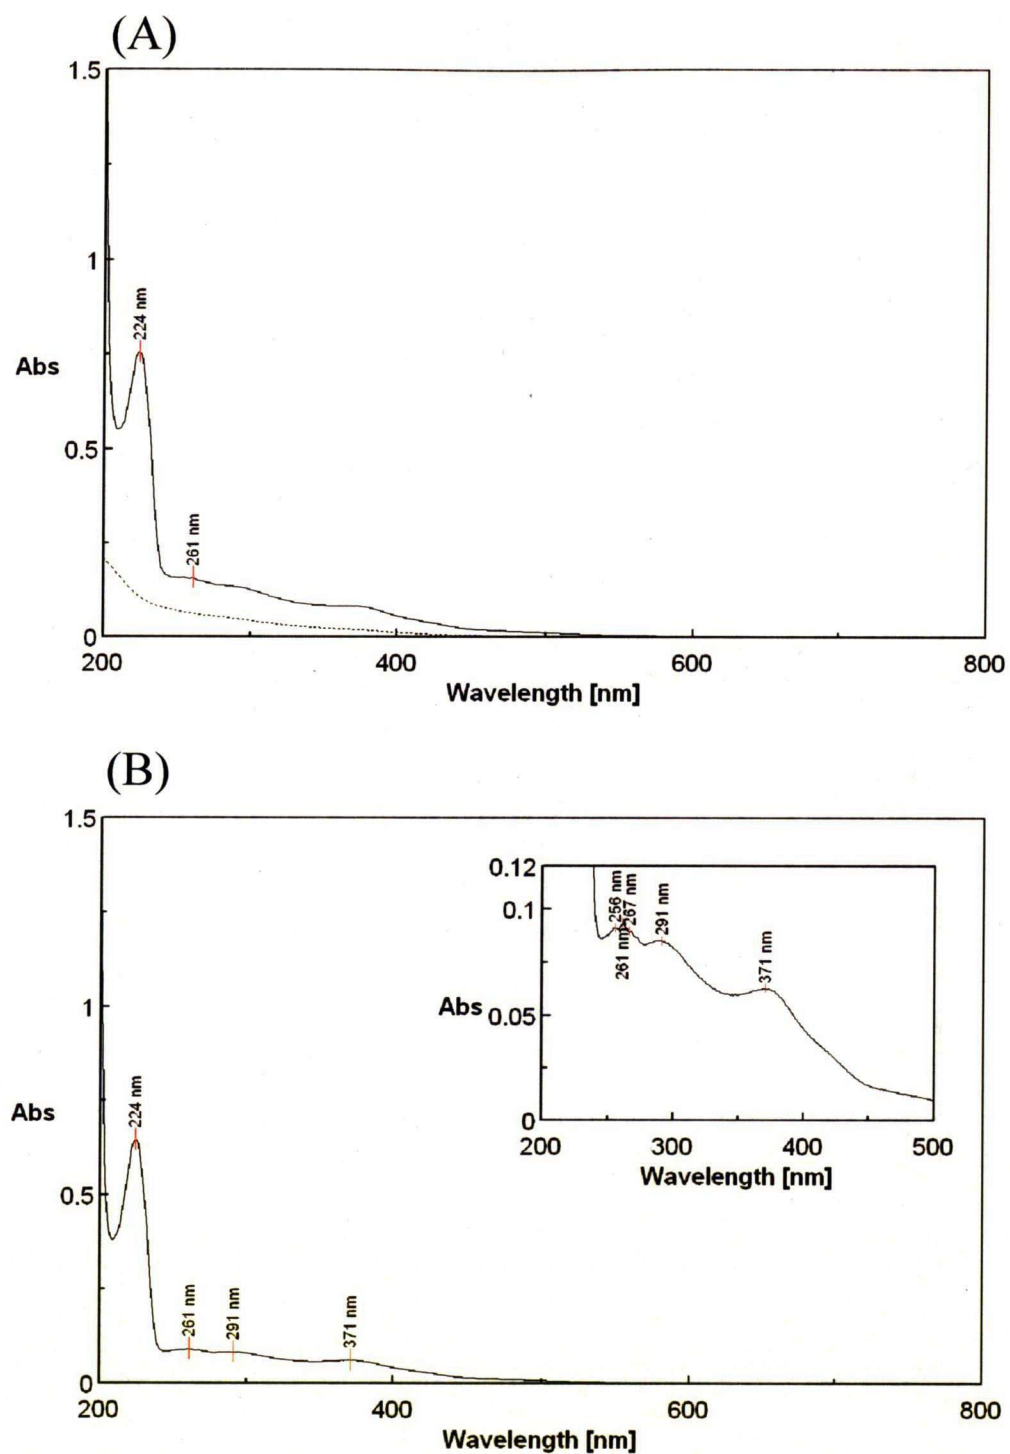 (A)
1.5
1
224 nm
Abs
0.5
261 nm
0
200 400 600 800
Wavelength [nm]
(B)
1.5
0.12
256 nm
267 nm
291 nm
0.1
261 nm
371 nm
1
Abs
0.05
224 nm
Abs
0
200 300 400 500
Wavelength [nm]
0.5
261 nm
291 nm
371 nm
0
200 400 600 800
Wavelength [nm]